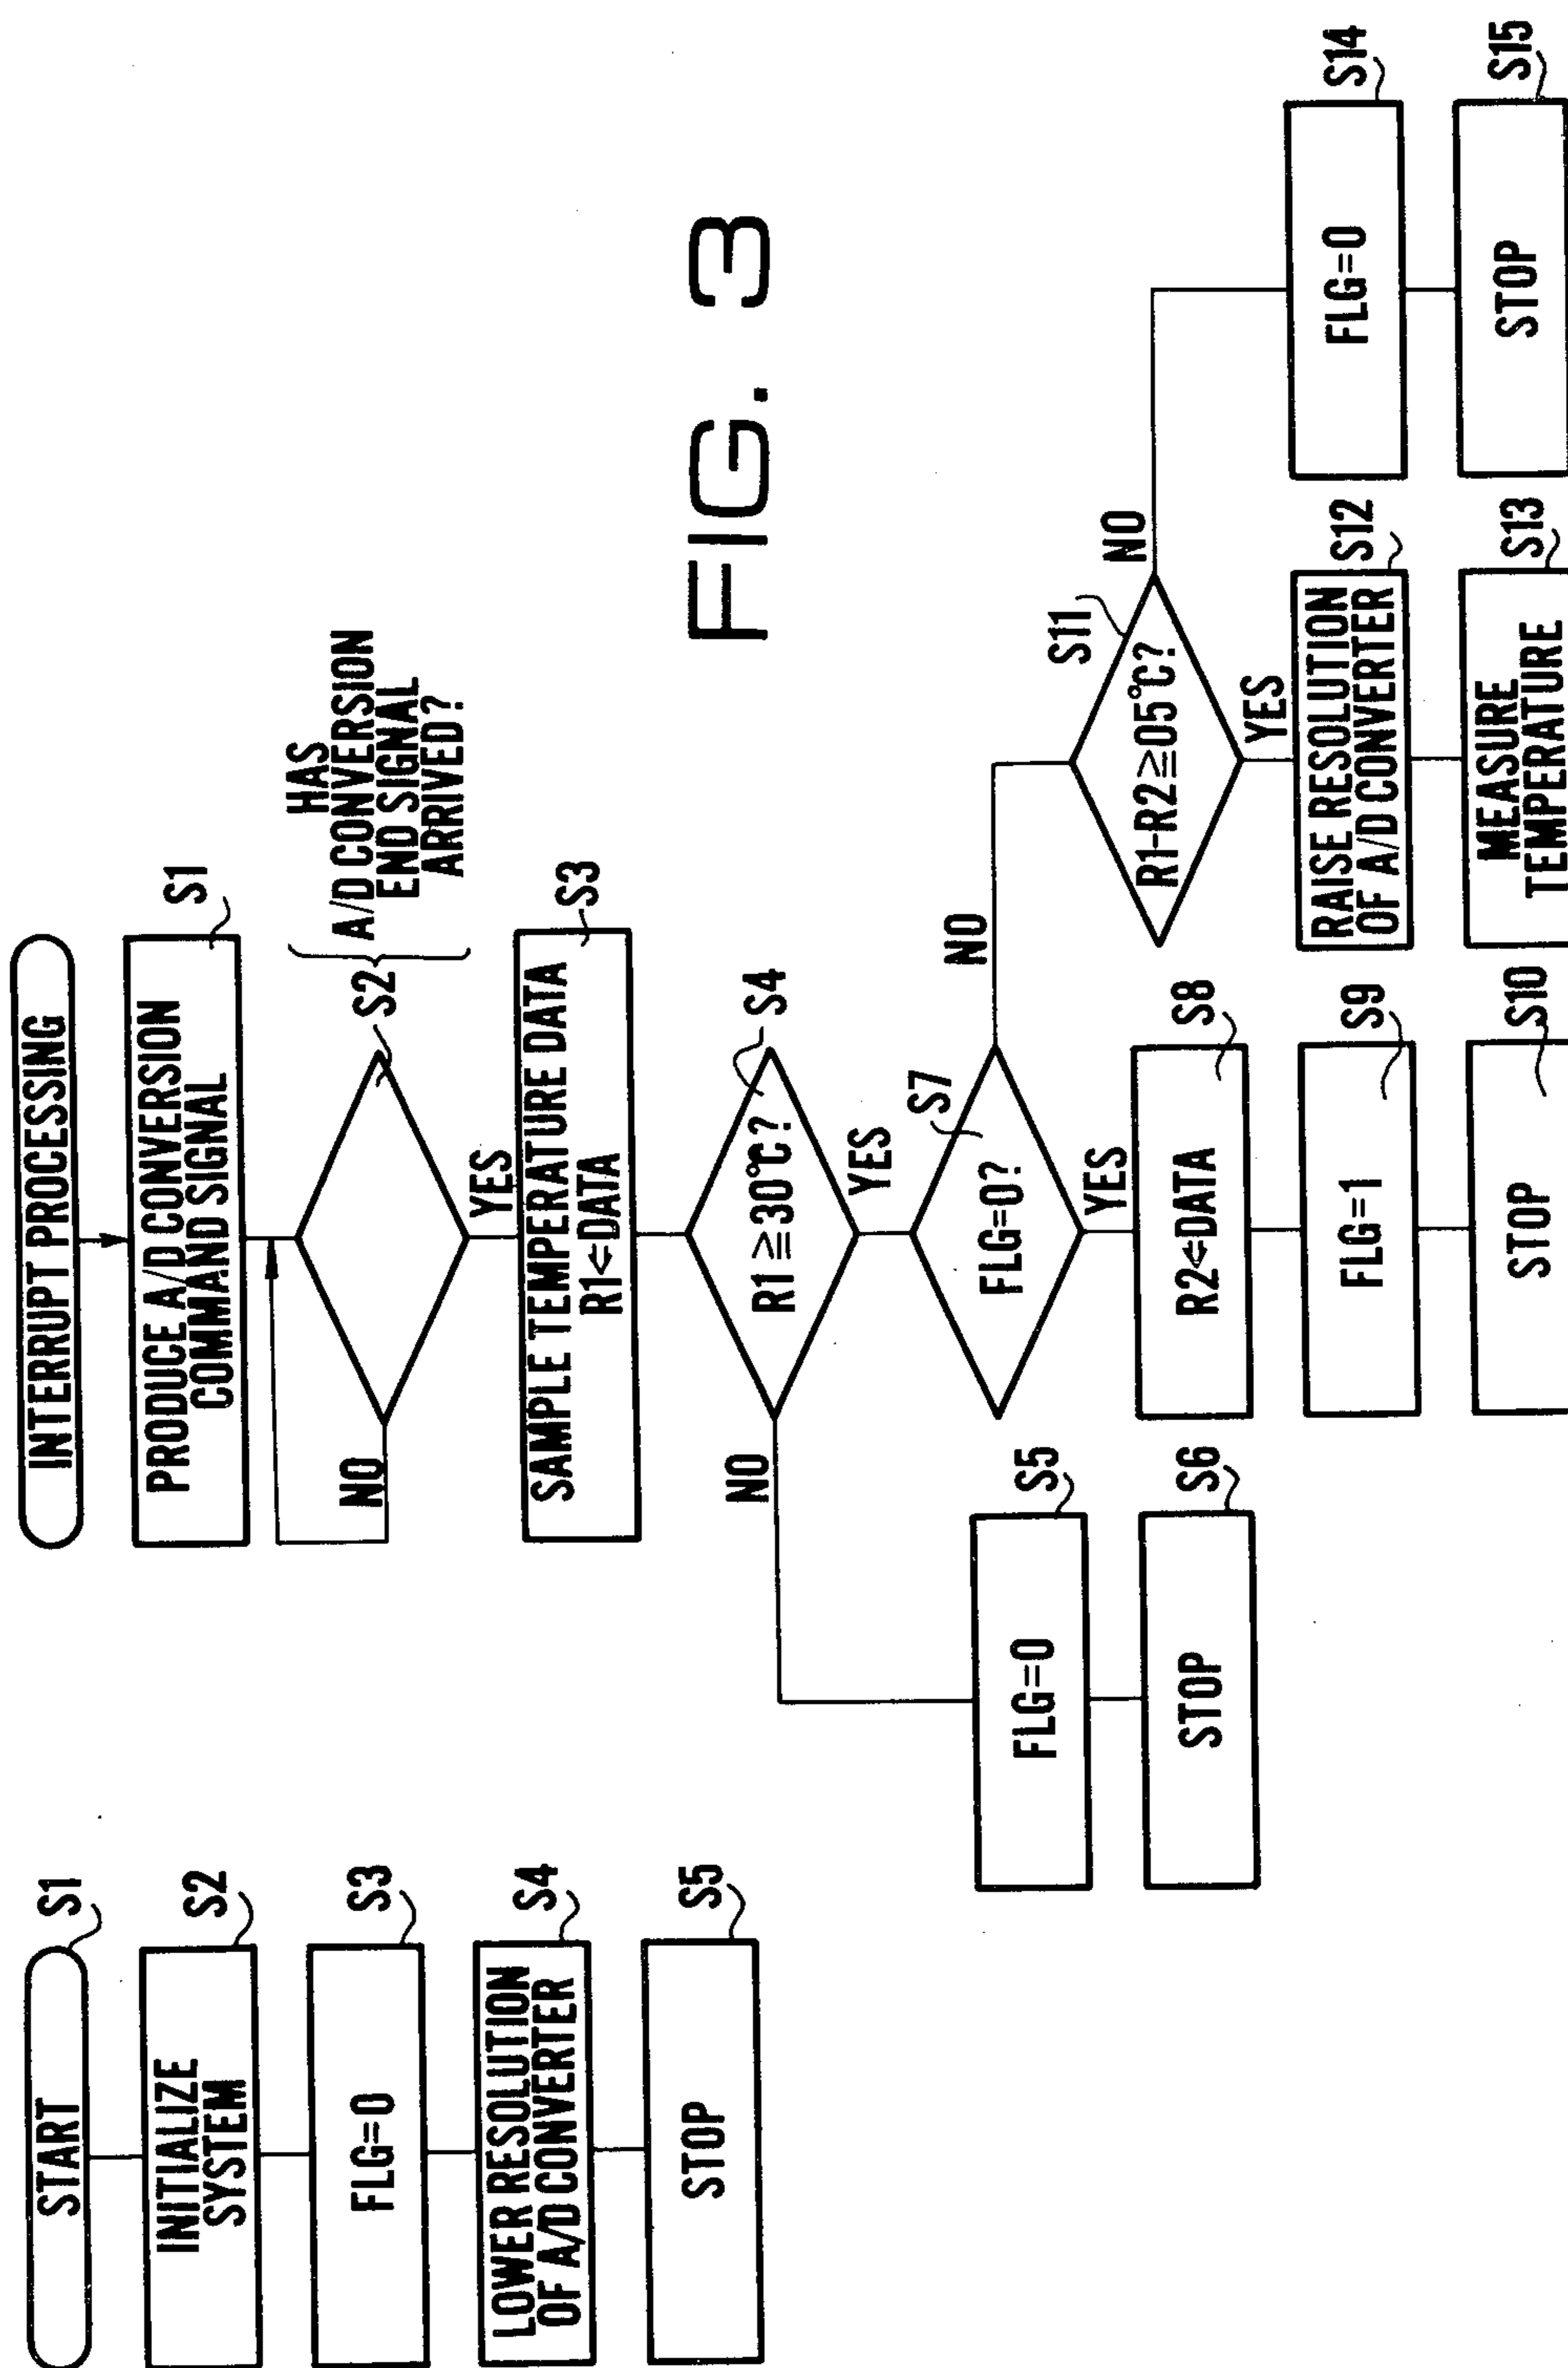 START
S1
INITIALIZE
SYSTEM
S2
FLG=0
S3
LOWER RESOLUTION
OF A/D CONVERTER
S4
STOP
S5
INTERRUPT PROCESSING
PRODUCE A/D CONVERSION
COMMAND SIGNAL
S1
NO
S2
HAS
A/D CONVERSION
END SIGNAL
ARRIVED?
YES
SAMPLE TEMPERATURE DATA
R1⇐DATA
S3
NO
R1≧30℃?
S4
YES
FLG=0
S5
STOP
S6
FLG=0?
S7
NO
YES
R2⇐DATA
S8
FLG=1
S9
STOP
S10
R1-R2≧05℃?
S11
NO
YES
RAISE RESOLUTION
OF A/D CONVERTER
S12
MEASURE
TEMPERATURE
S13
FLG=0
S14
STOP
S15
FIG. 3